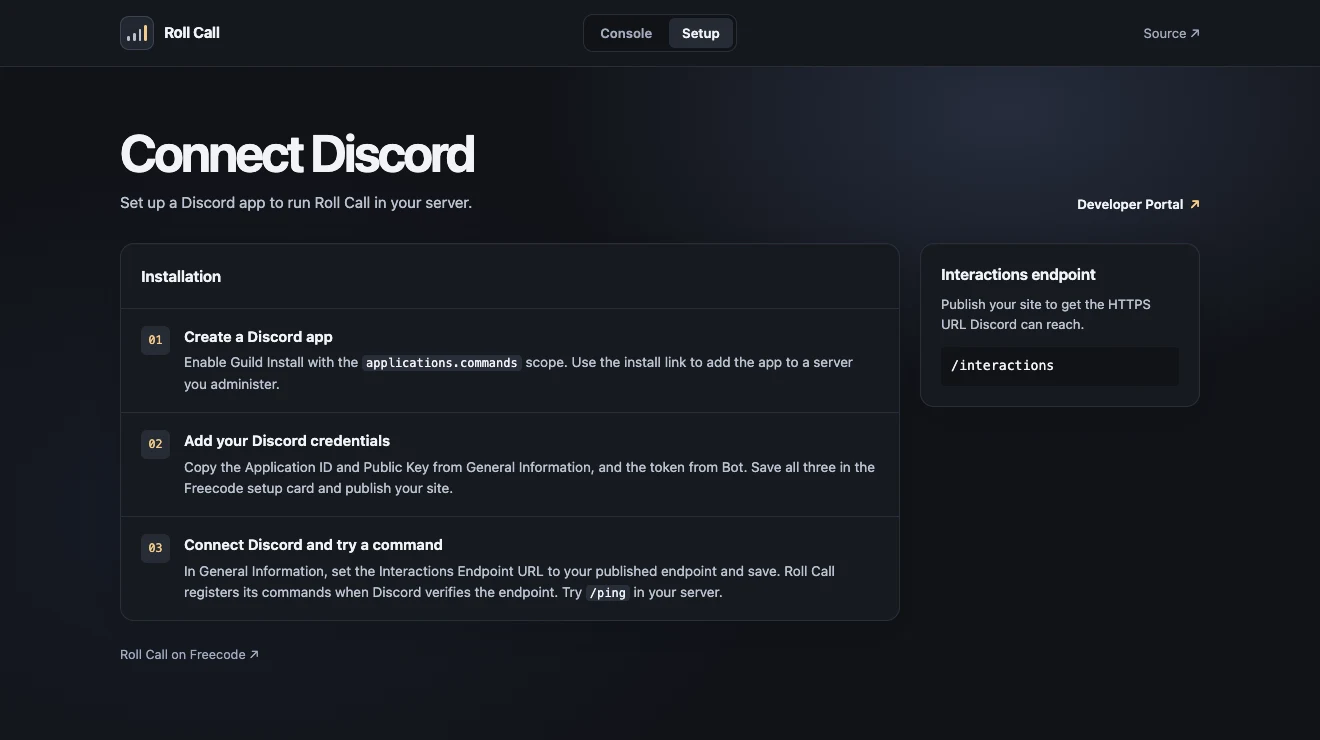 Roll Call
Console
Setup
Source ↗
Connect Discord
Set up a Discord app to run Roll Call in your server.
Developer Portal ↗
Installation
01
Create a Discord app
Enable Guild Install with the applications.commands scope. Use the install link to add the app to a server
you administer.
02
Add your Discord credentials
Copy the Application ID and Public Key from General Information, and the token from Bot. Save all three in the
Freecode setup card and publish your site.
03
Connect Discord and try a command
In General Information, set the Interactions Endpoint URL to your published endpoint and save. Roll Call
registers its commands when Discord verifies the endpoint. Try /ping in your server.
Interactions endpoint
Publish your site to get the HTTPS
URL Discord can reach.
/interactions
Roll Call on Freecode ↗